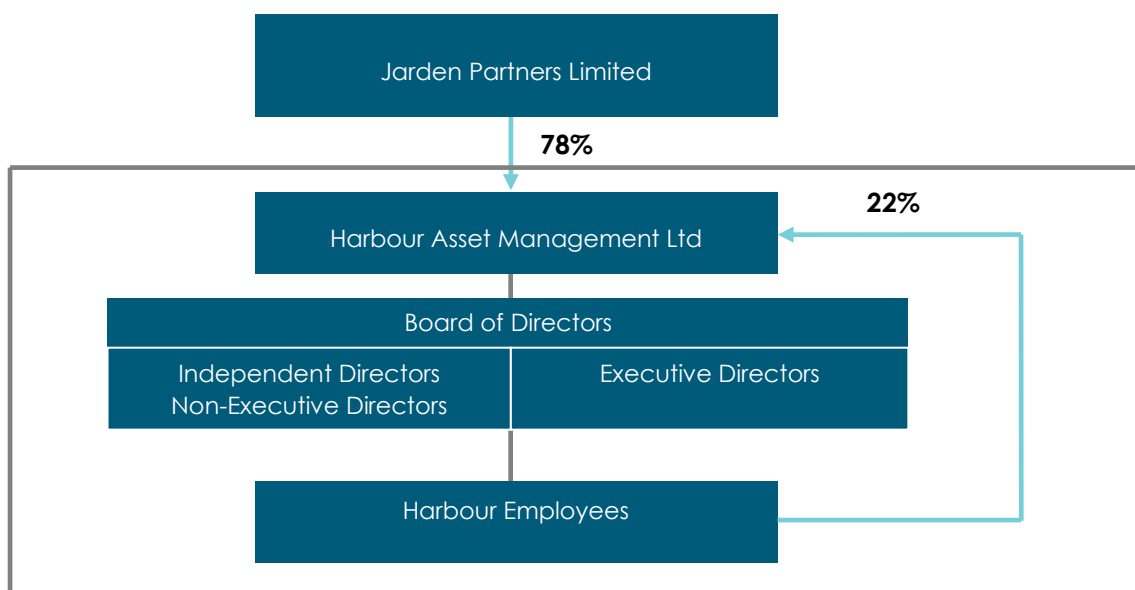 Jarden Partners Limited
78%
22%
Harbour Asset Management Ltd
Board of Directors
Independent Directors
Non-Executive Directors
Executive Directors
Harbour Employees